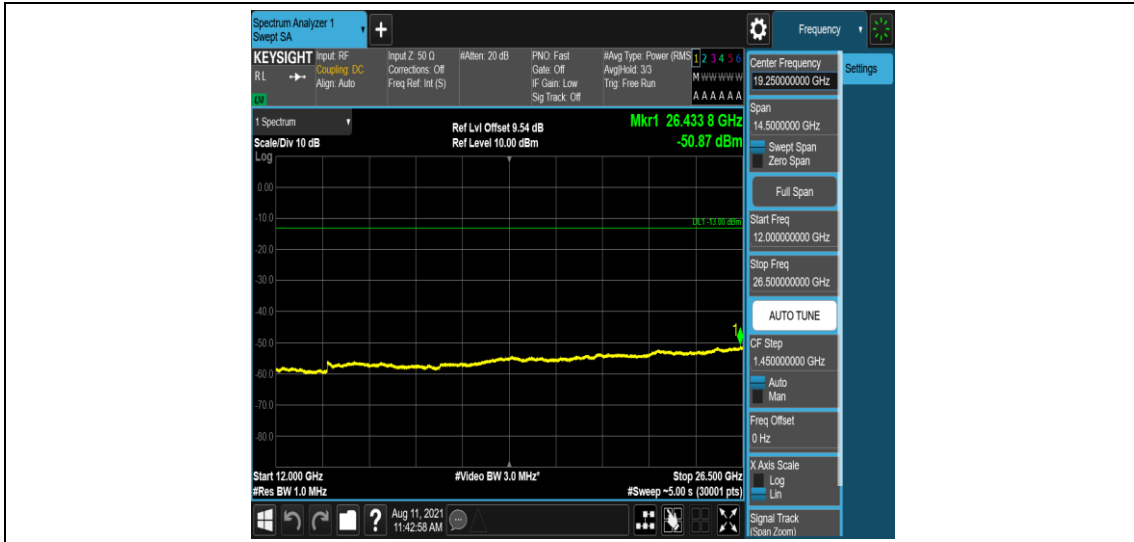 Spectrum Analyzer 1
Swept SA
Frequency
KEYSIGHT
RL
Input: RF
Coupling: DC
Align: Auto
Input Z: 50 Ω
Corrections: Off
Freq Ref: Int (S)
#Atten: 20 dB
PNO: Fast
Gate: Off
IF Gain: Low
Sig Track: Off
#Avg Type: Power (RMS
Avg|Hold: 3/3
Trig: Free Run
1 2 3 4 5 6
M W W W W W
A A A A A A
1 Spectrum
Scale/Div 10 dB
Log
Ref Lvl Offset 9.54 dB
Ref Level 10.00 dBm
Mkr1 26.433 8 GHz
-50.87 dBm
0.00
-10.0
DL1 -13.00 dBm
-20.0
-30.0
-40.0
1
-50.0
-60.0
-70.0
-80.0
Start 12.000 GHz
#Res BW 1.0 MHz
#Video BW 3.0 MHz*
Stop 26.500 GHz
#Sweep ~5.00 s (30001 pts)
Center Frequency
19.250000000 GHz
Settings
Span
14.5000000 GHz
Swept Span
Zero Span
Full Span
Start Freq
12.000000000 GHz
Stop Freq
26.500000000 GHz
AUTO TUNE
CF Step
1.450000000 GHz
Auto
Man
Freq Offset
0 Hz
X Axis Scale
Log
Lin
Signal Track
(Span Zoom)
?
Aug 11, 2021
11:42:58 AM